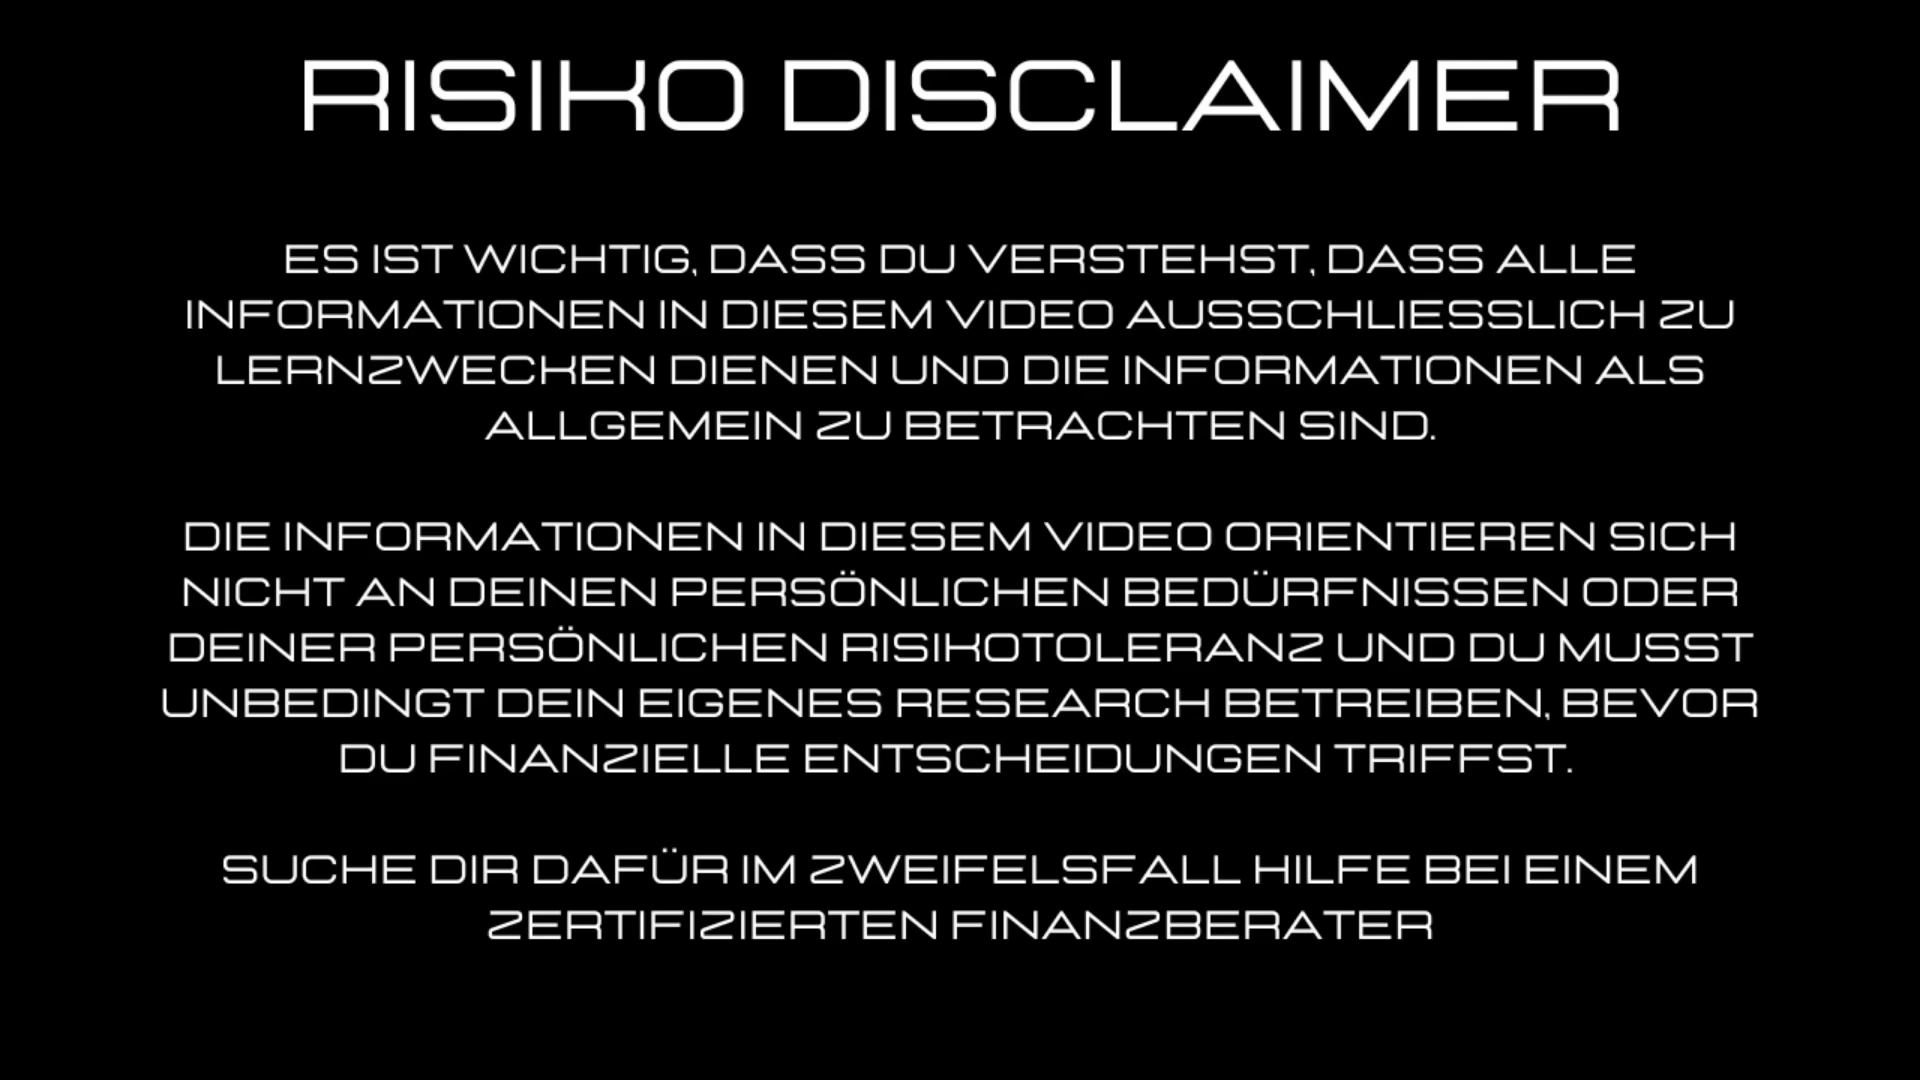 RISIKO DISCLAIMER
ES IST WICHTIG, DASS DU VERSTEHST, DASS ALLE
INFORMATIONEN IN DIESEM VIDEO AUSSCHLIESSLICH ZU
LERNZWECKEN DIENEN UND DIE INFORMATIONEN ALS
ALLGEMEIN ZU BETRACHTEN SIND.
DIE INFORMATIONEN IN DIESEM VIDEO ORIENTIEREN SICH
NICHT AN DEINEN PERSÖNLICHEN BEDÜRFNISSEN ODER
DEINER PERSÖNLICHEN RISIKOTOLERANZ UND DU MUSST
UNBEDINGT DEIN EIGENES RESEARCH BETREIBEN, BEVOR
DU FINANZIELLE ENTSCHEIDUNGEN TRIFFST.
SUCHE DIR DAFÜR IM ZWEIFELSFALL HILFE BEI EINEM
ZERTIFIZIERTEN FINANZBERATER